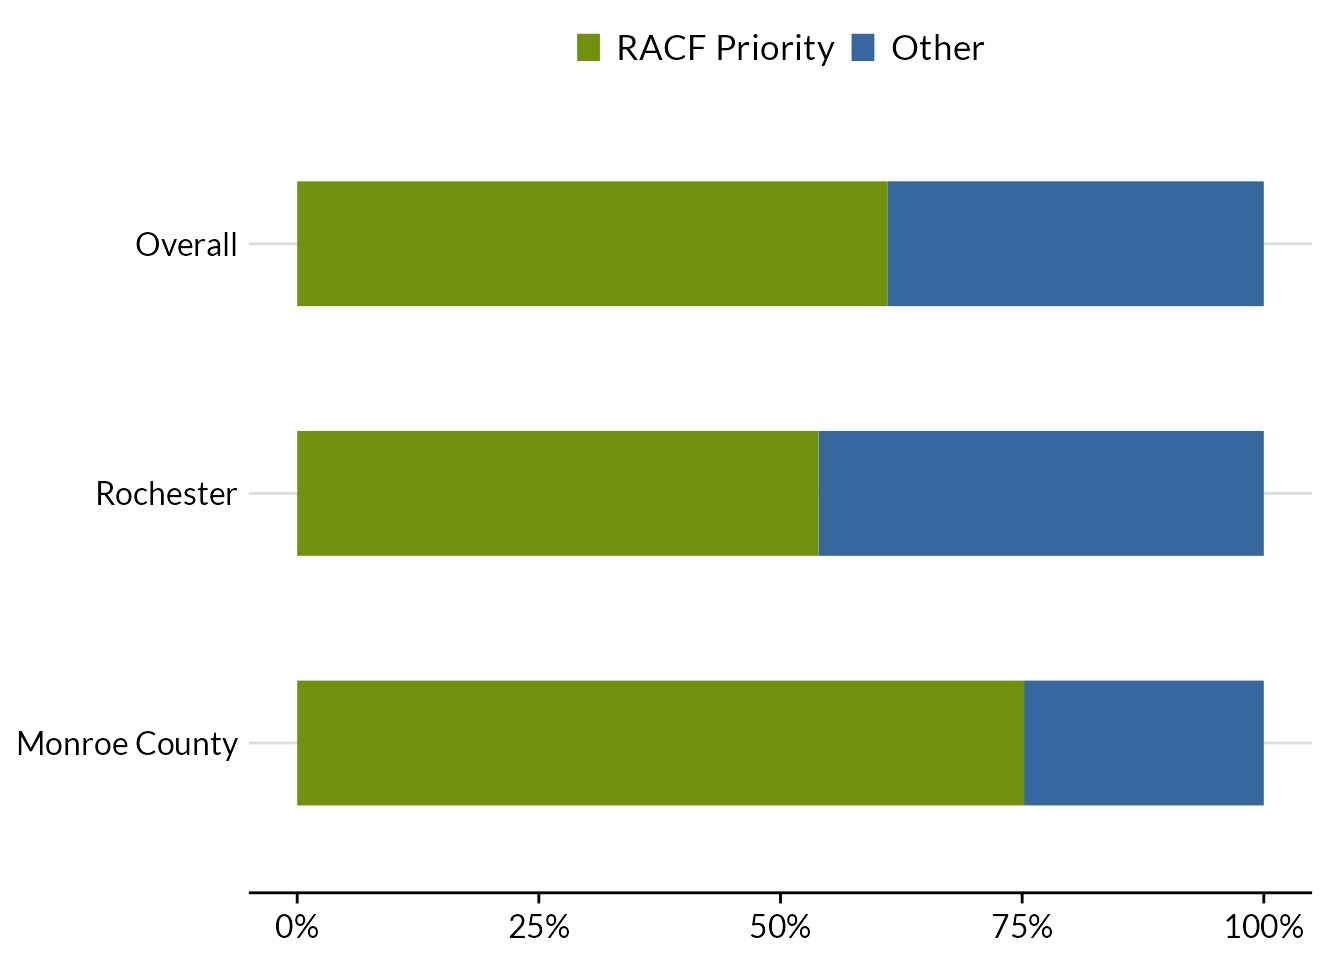 RACF Priority Other
Overall
Rochester
Monroe County
0% 25% 50% 75% 100%